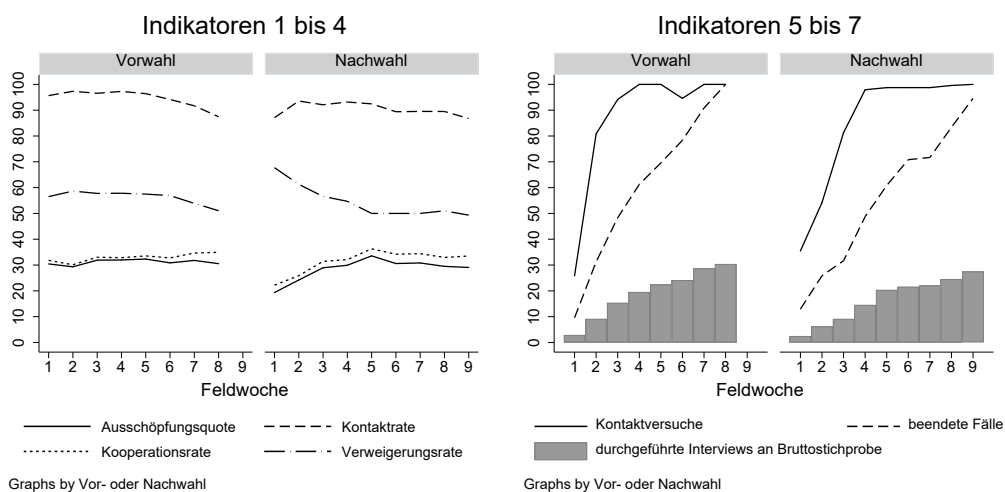 Indikatoren 1 bis 4
Vorwahl
Nachwahl
100
90
80
70
60
50
40
30
20
10
0
1 2 3 4 5 6 7 8 9
1 2 3 4 5 6 7 8 9
Feldwoche
Ausschöpfungsquote
Kontaktrate
Kooperationsrate
Verweigerungsrate
Graphs by Vor- oder Nachwahl
Indikatoren 5 bis 7
Vorwahl
Nachwahl
100
90
80
70
60
50
40
30
20
10
0
1 2 3 4 5 6 7 8 9
1 2 3 4 5 6 7 8 9
Feldwoche
Kontaktversuche
beendete Fälle
durchgeführte Interviews an Bruttostichprobe
Graphs by Vor- oder Nachwahl